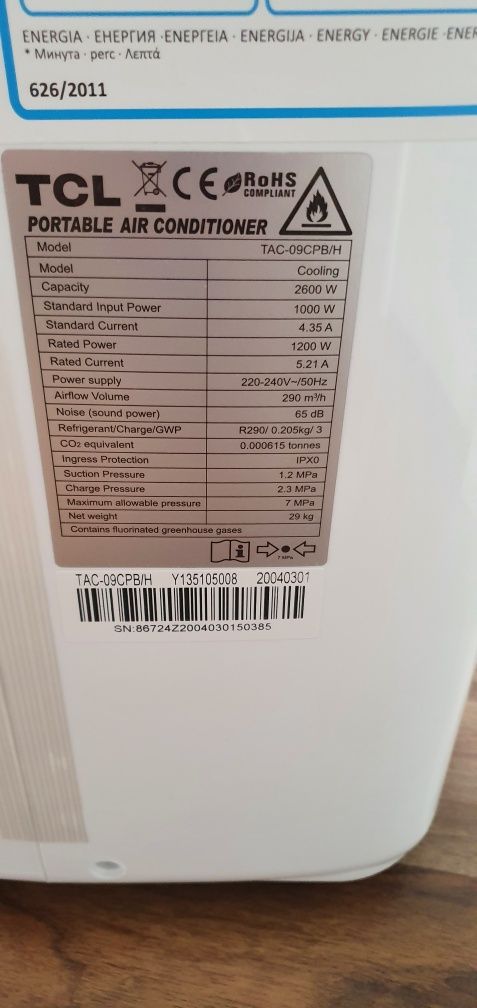 ENERGIA · ЕНЕРГИЯ ·ΕΝΕΡΓΕΙΑ · ENERGIJA · ENERGY · ENERGIE ·ENER
* Минута · perc · Λεπτά
626/2011
TCL CE RoHS
COMPLIANT
PORTABLE AIR CONDITIONER
Model TAC-09CPB/H
Model Cooling
Capacity 2600 W
Standard Input Power 1000 W
Standard Current 4.35 A
Rated Power 1200 W
Rated Current 5.21 A
Power supply 220-240V~/50Hz
Airflow Volume 290 m³/h
Noise (sound power) 65 dB
Refrigerant/Charge/GWP R290/ 0.205kg/ 3
CO₂ equivalent 0.000615 tonnes
Ingress Protection IPX0
Suction Pressure 1.2 MPa
Charge Pressure 2.3 MPa
Maximum allowable pressure 7 MPa
Net weight 29 kg
Contains fluorinated greenhouse gases
7 MPa
TAC-09CPB/H Y135105008 20040301
SN:86724Z2004030150385